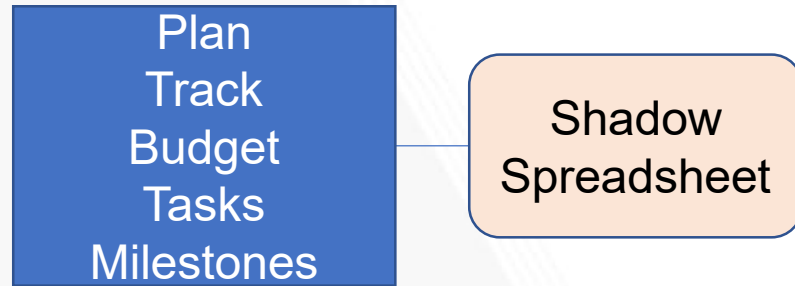 Plan
Track
Budget
Tasks
Milestones
Shadow
Spreadsheet